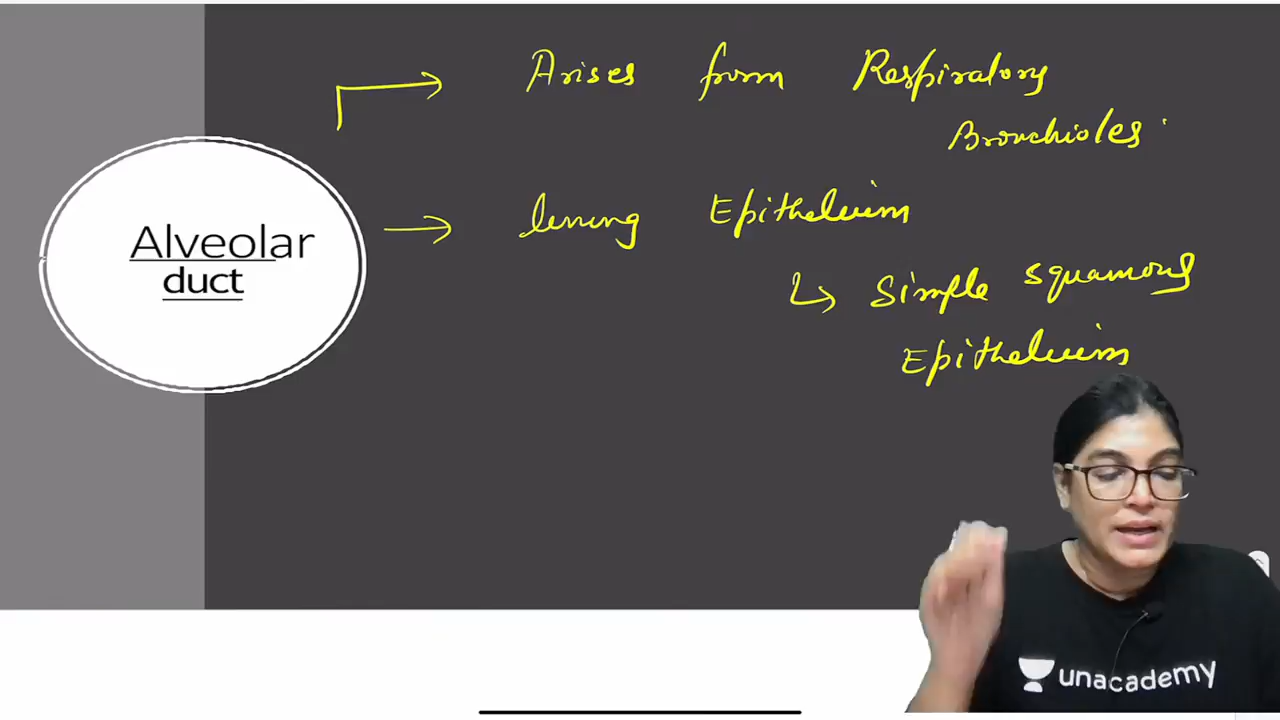 Arises from Respiratory
Bronchioles
Alveolar
duct
lining Epithelium
↳ Simple squamous
Epithelium
unacademy